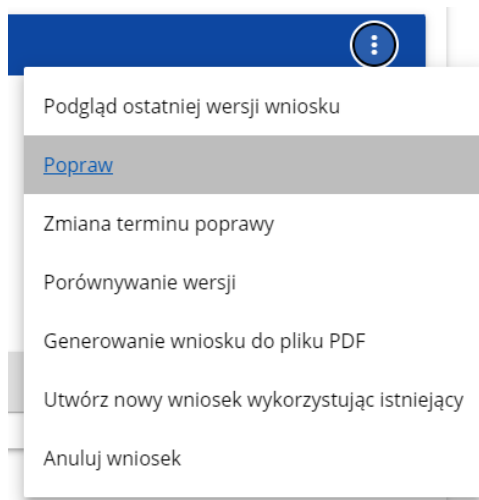 Podgląd ostatniej wersji wniosku
Popraw
Zmiana terminu poprawy
Porównywanie wersji
Generowanie wniosku do pliku PDF
Utwórz nowy wniosek wykorzystując istniejący
Anuluj wniosek